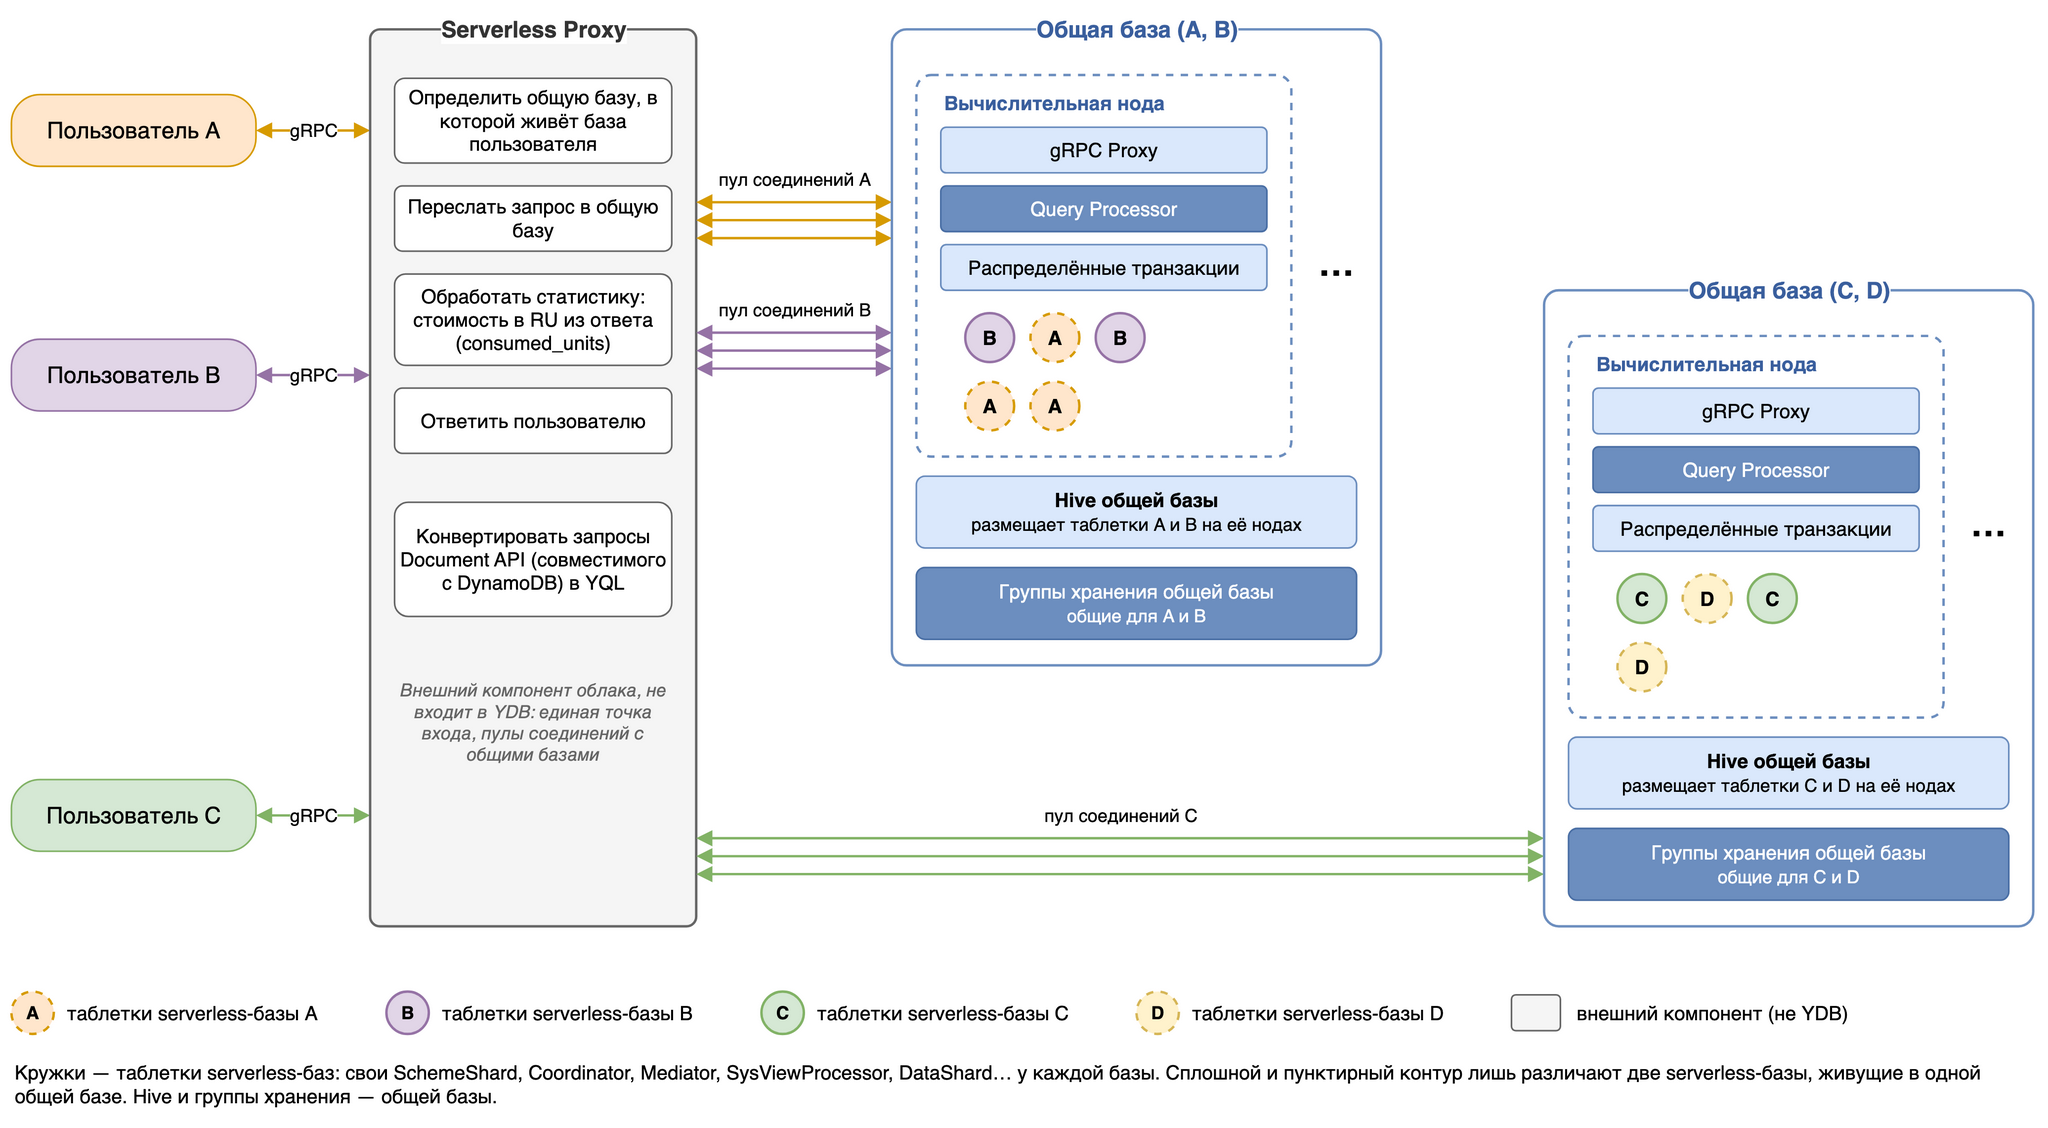 Serverless Proxy
Общая база (A, B)
Пользователь A
gRPC
Определить общую базу, в
которой живёт база
пользователя
Переслать запрос в общую
базу
Обработать статистику:
стоимость в RU из ответа
(consumed_units)
Ответить пользователю
Конвертировать запросы
Document API (совместимого
с DynamoDB) в YQL
Внешний компонент облака, не
входит в YDB: единая точка
входа, пулы соединений с
общими базами
Пользователь B
gRPC
Пользователь C
gRPC
пул соединений A
пул соединений B
пул соединений C
Вычислительная нода
gRPC Proxy
Query Processor
Распределённые транзакции
...
B A B
A A
Hive общей базы
размещает таблетки A и B на её нодах
Группы хранения общей базы
общие для A и B
Общая база (C, D)
Вычислительная нода
gRPC Proxy
Query Processor
Распределённые транзакции
...
C D C
D
Hive общей базы
размещает таблетки C и D на её нодах
Группы хранения общей базы
общие для C и D
A таблетки serverless-базы A
B таблетки serverless-базы B
C таблетки serverless-базы C
D таблетки serverless-базы D
внешний компонент (не YDB)
Кружки — таблетки serverless-баз: свои SchemeShard, Coordinator, Mediator, SysViewProcessor, DataShard… у каждой базы. Сплошной и пунктирный контур лишь различают две serverless-базы, живущие в одной
общей базе. Hive и группы хранения — общей базы.